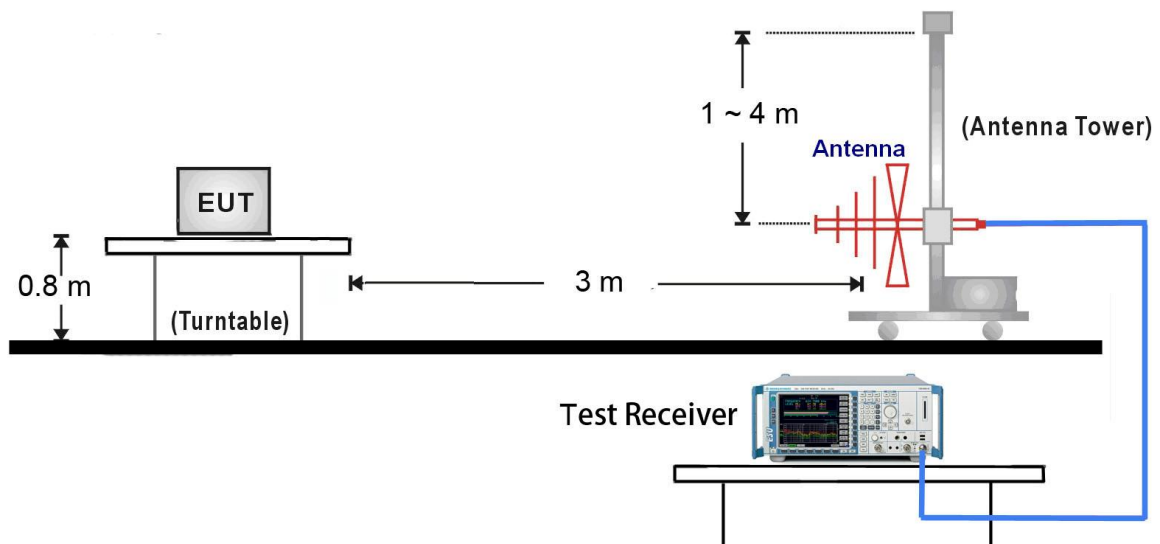 1 ~ 4 m
(Antenna Tower)
Antenna
EUT
0.8 m
3 m
(Turntable)
Test Receiver